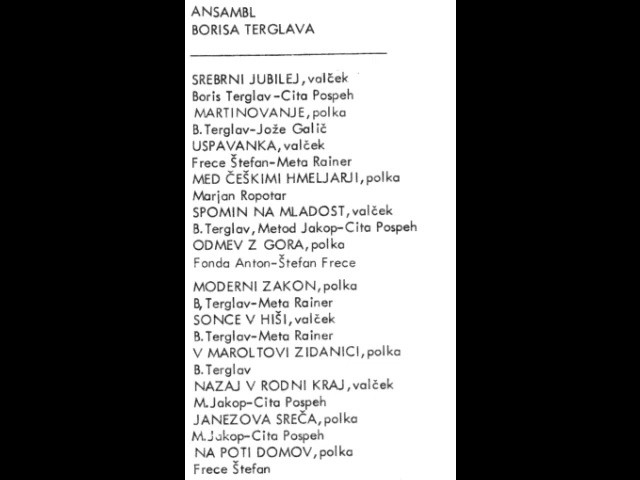 ANSAMBL
BORISA TERGLAVA
SREBRNI JUBILEJ, valček
Boris Terglav-Cita Pospeh
MARTINOVANJE, polka
B. Terglav-Jože Galič
USPAVANKA, valček
Frece Štefan-Meta Rainer
MED ČEŠKIMI HMELJARJI, polka
Marjan Ropotar
SPOMIN NA MLADOST, valček
B. Terglav, Metod Jakop-Cita Pospeh
ODMEV Z GORA, polka
Fonda Anton-Štefan Frece
MODERNI ZAKON, polka
B, Terglav-Meta Rainer
SONCE V HIŠI, valček
B. Terglav-Meta Rainer
V MAROLTOVI ZIDANICI, polka
B. Terglav
NAZAJ V RODNI KRAJ, valček
M. Jakop-Cita Pospeh
JANEZOVA SREČA, polka
M. Jakop-Cita Pospeh
NA POTI DOMOV, polka
Frece Štefan